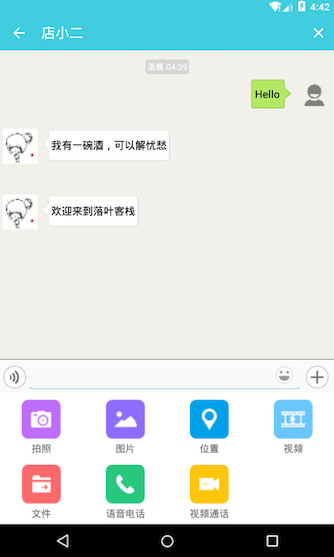 4:42
店小二
凌晨 04:39
Hello
我有一碗酒，可以解忧愁
欢迎来到落叶客栈
拍照
图片
位置
视频
文件
语音电话
视频通话